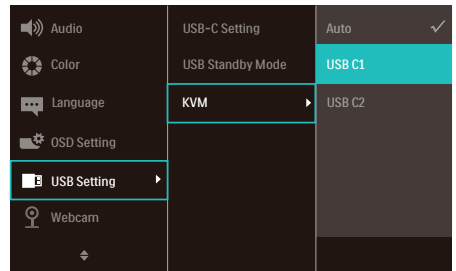 Audio
Color
Language
OSD Setting
USB Setting
Webcam
USB-C Setting
USB Standby Mode
KVM
Auto
USB C1
USB C2